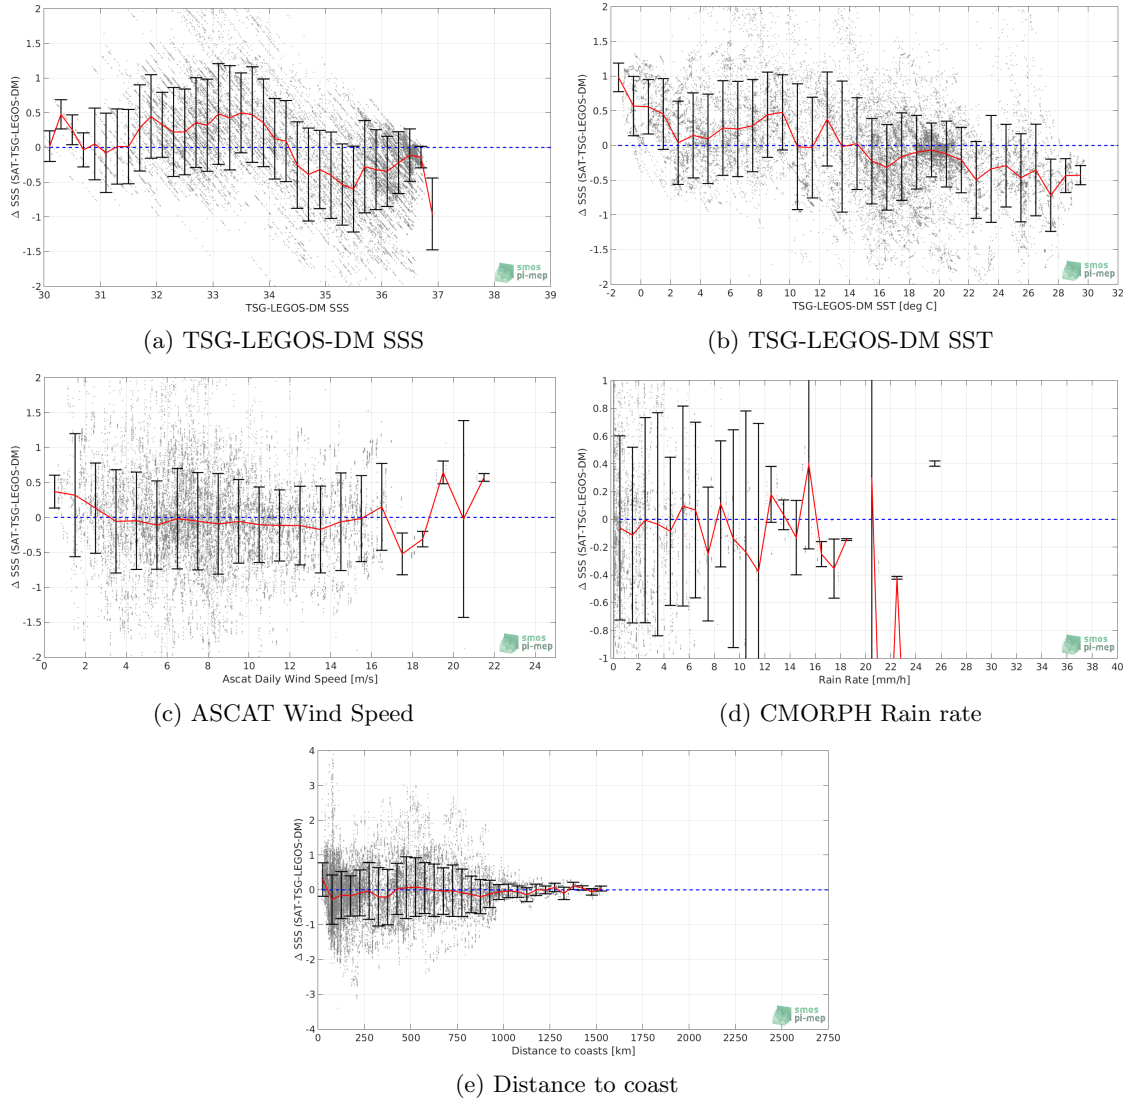 2
1.5
1
0.5
0
-0.5
-1
-1.5
-2
Δ SSS (SAT-TSG-LEGOS-DM)
30 31 32 33 34 35 36 37 38 39
TSG-LEGOS-DM SSS
smos
pi-mep
(a) TSG-LEGOS-DM SSS
2
1.5
1
0.5
0
-0.5
-1
-1.5
-2
Δ SSS (SAT-TSG-LEGOS-DM)
-2 0 2 4 6 8 10 12 14 16 18 20 22 24 26 28 30 32
TSG-LEGOS-DM SST [deg C]
smos
pi-mep
(b) TSG-LEGOS-DM SST
2
1.5
1
0.5
0
-0.5
-1
-1.5
-2
Δ SSS (SAT-TSG-LEGOS-DM)
0 2 4 6 8 10 12 14 16 18 20 22 24
Ascat Daily Wind Speed [m/s]
smos
pi-mep
(c) ASCAT Wind Speed
1
0.8
0.6
0.4
0.2
0
-0.2
-0.4
-0.6
-0.8
-1
Δ SSS (SAT-TSG-LEGOS-DM)
0 2 4 6 8 10 12 14 16 18 20 22 24 26 28 30 32 34 36 38 40
Rain Rate [mm/h]
smos
pi-mep
(d) CMORPH Rain rate
4
3
2
1
0
-1
-2
-3
-4
Δ SSS (SAT-TSG-LEGOS-DM)
0 250 500 750 1000 1250 1500 1750 2000 2250 2500 2750
Distance to coasts [km]
smos
pi-mep
(e) Distance to coast